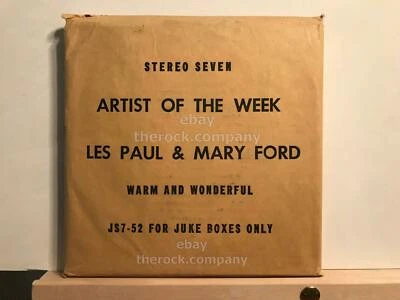 STEREO SEVEN
ARTIST OF THE WEEK
ebay
therock.company
LES PAUL & MARY FORD
WARM AND WONDERFUL
JS7-52 FOR JUKE BOXES ONLY
ebay
therock.company